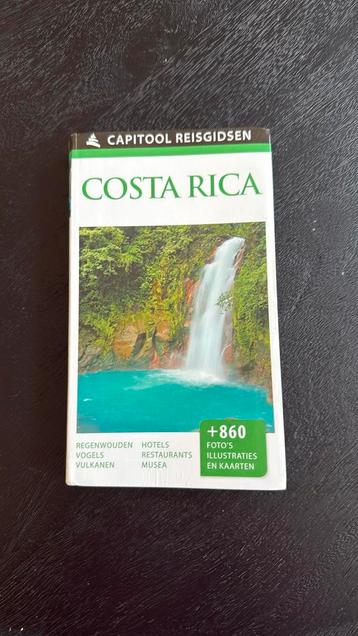 CAPITOOL REISGIDSEN
COSTA RICA
REGENWOUDEN
VOGELS
VULKANEN
HOTELS
RESTAURANTS
MUSEA
+860
FOTO'S
ILLUSTRATIES
EN KAARTEN